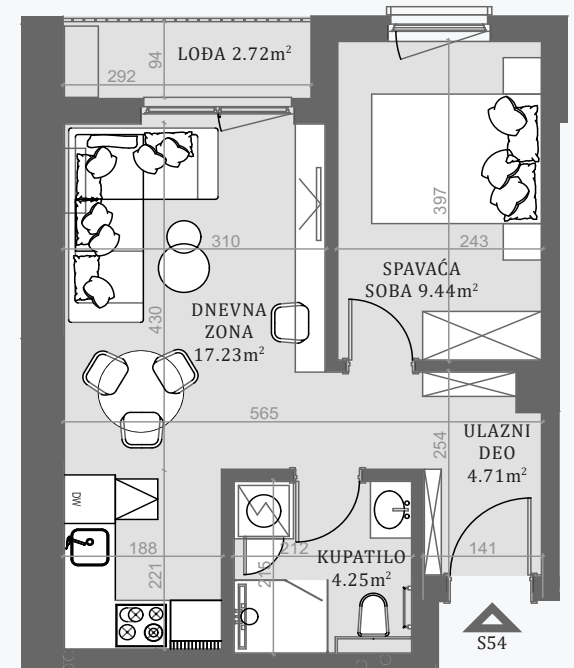 LOĐA 2.72m²
94
292
397
310
243
SPAVAĆA
SOBA 9.44m²
DNEVNA
ZONA
17.23m²
430
565
254
ULAZNI
DEO
4.71m²
DW
188
212
141
KUPATILO
4.25m²
221
215
S54